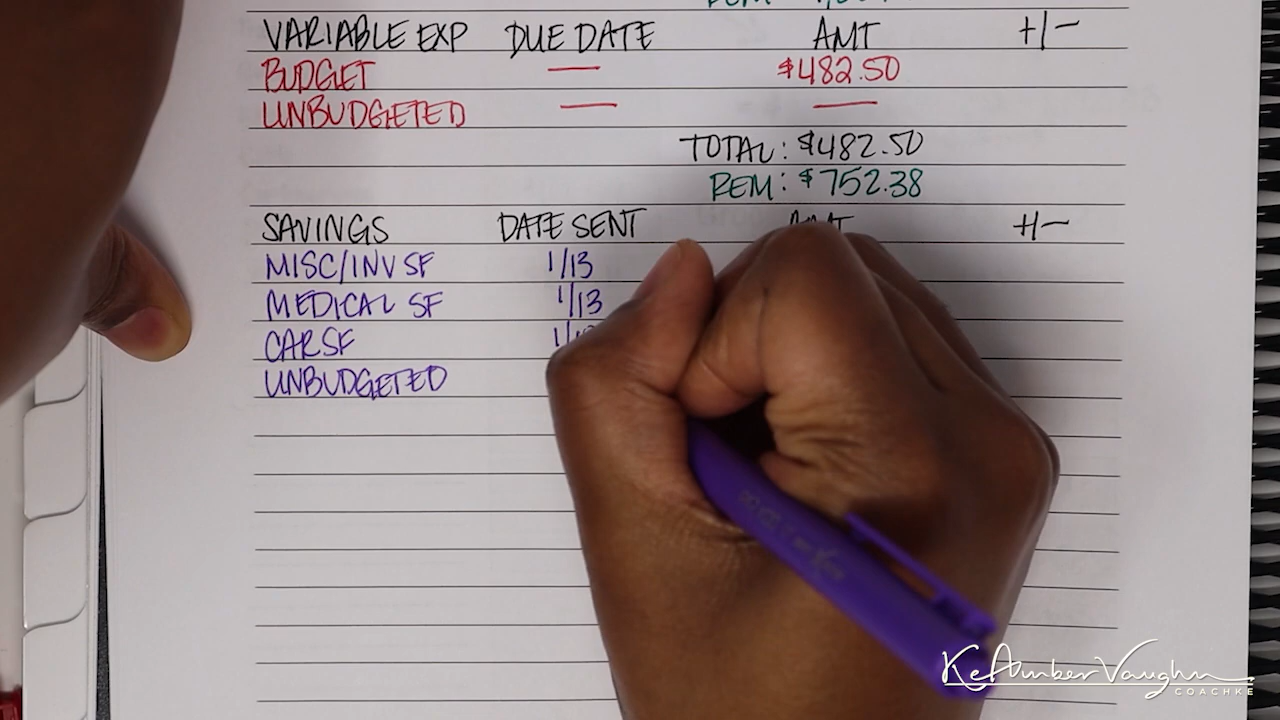 VARIABLE EXP DUE DATE AMT +/-
BUDGET — $482.50
UNBUDGETED — —
TOTAL: $482.50
REM: $752.38
SAVINGS DATE SENT AMT +/-
MISC/INV SF 1/13
MEDICAL SF 1/13
CAR SF
UNBUDGETED
KeAmber Vaughn
COACHKE